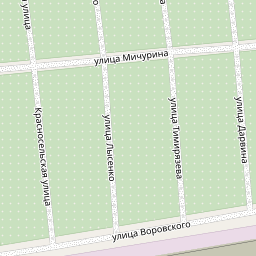 улица
улица Мичурина
Красносельская улица
улица Лысенко
улица Тимирязева
улица Дарвина
улица Воровского